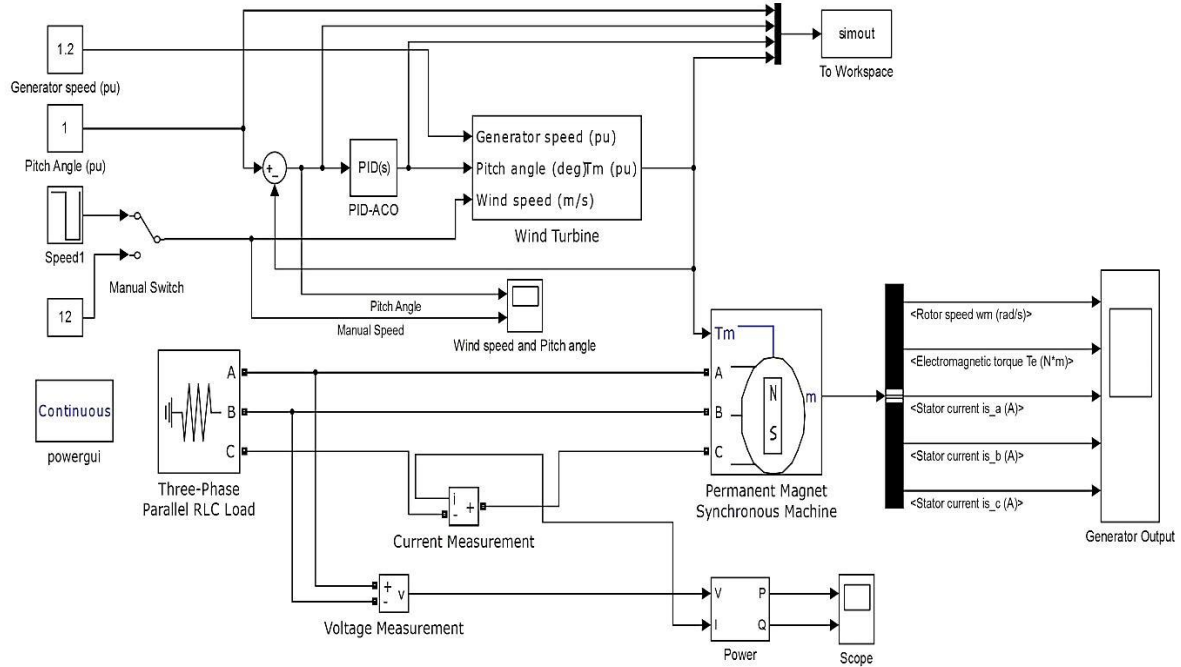 1.2
Generator speed (pu)
1
Pitch Angle (pu)
Speed1
12
Manual Switch
+
-
PID(s)
PID-ACO
Generator speed (pu)
Pitch angle (deg)Tm (pu)
Wind speed (m/s)
Wind Turbine
simout
To Workspace
Pitch Angle
Manual Speed
Wind speed and Pitch angle
Continuous
powergui
A
B
C
Three-Phase
Parallel RLC Load
Tm
A
B
C
N
S
m
Permanent Magnet
Synchronous Machine
<Rotor speed wm (rad/s)>
<Electromagnetic torque Te (N*m)>
<Stator current is_a (A)>
<Stator current is_b (A)>
<Stator current is_c (A)>
Generator Output
i
+
-
Current Measurement
+
-
v
Voltage Measurement
V
I
P
Q
Power
Scope